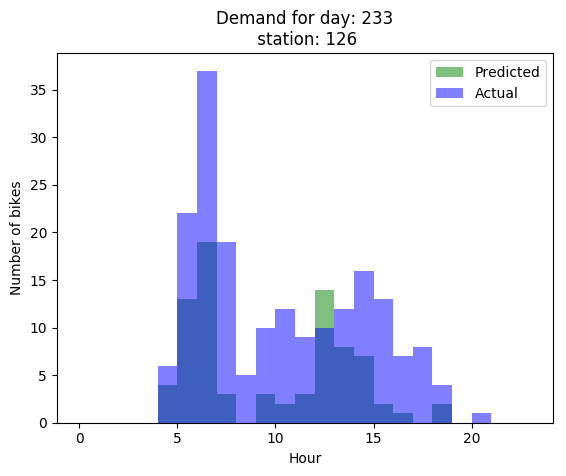 Demand for day: 233
station: 126
Predicted
Actual
Number of bikes
35
30
25
20
15
10
5
0
0 5 10 15 20
Hour